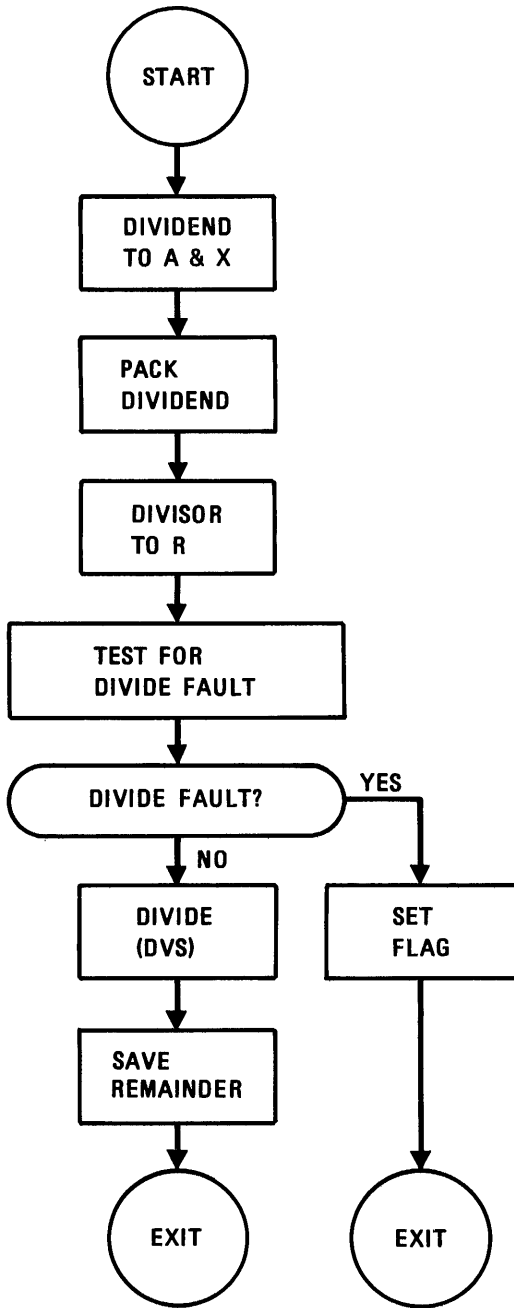 START
DIVIDEND
TO A & X
PACK
DIVIDEND
DIVISOR
TO R
TEST FOR
DIVIDE FAULT
DIVIDE FAULT?
YES
NO
DIVIDE
(DVS)
SET
FLAG
SAVE
REMAINDER
EXIT
EXIT